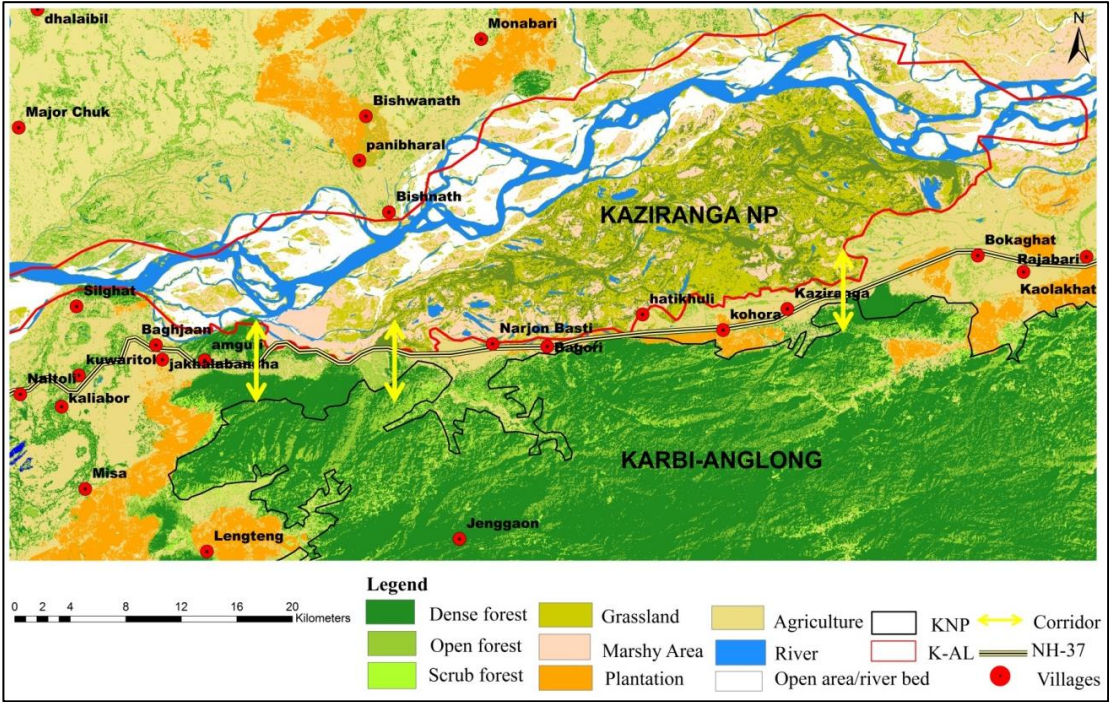 dhalaibil
Monabari
N
Major Chuk
Bishwanath
panibharal
Bishnath
KAZIRANGA NP
Bokaghat
Rajabari
Kaolakhat
Silghat
hatikhuli
Kaziranga
kohora
Baghjaan
amguri
Narjon Basti
Bagori
kuwaritol
Naltoli
kaliabor
KARBI-ANGLONG
Misa
Lengteng
Jenggaon
Legend
0 2 4 8 12 16 20
Kilometers
Dense forest
Grassland
Agriculture
KNP
Corridor
Open forest
Marshy Area
River
K-AL
NH-37
Scrub forest
Plantation
Open area/river bed
Villages